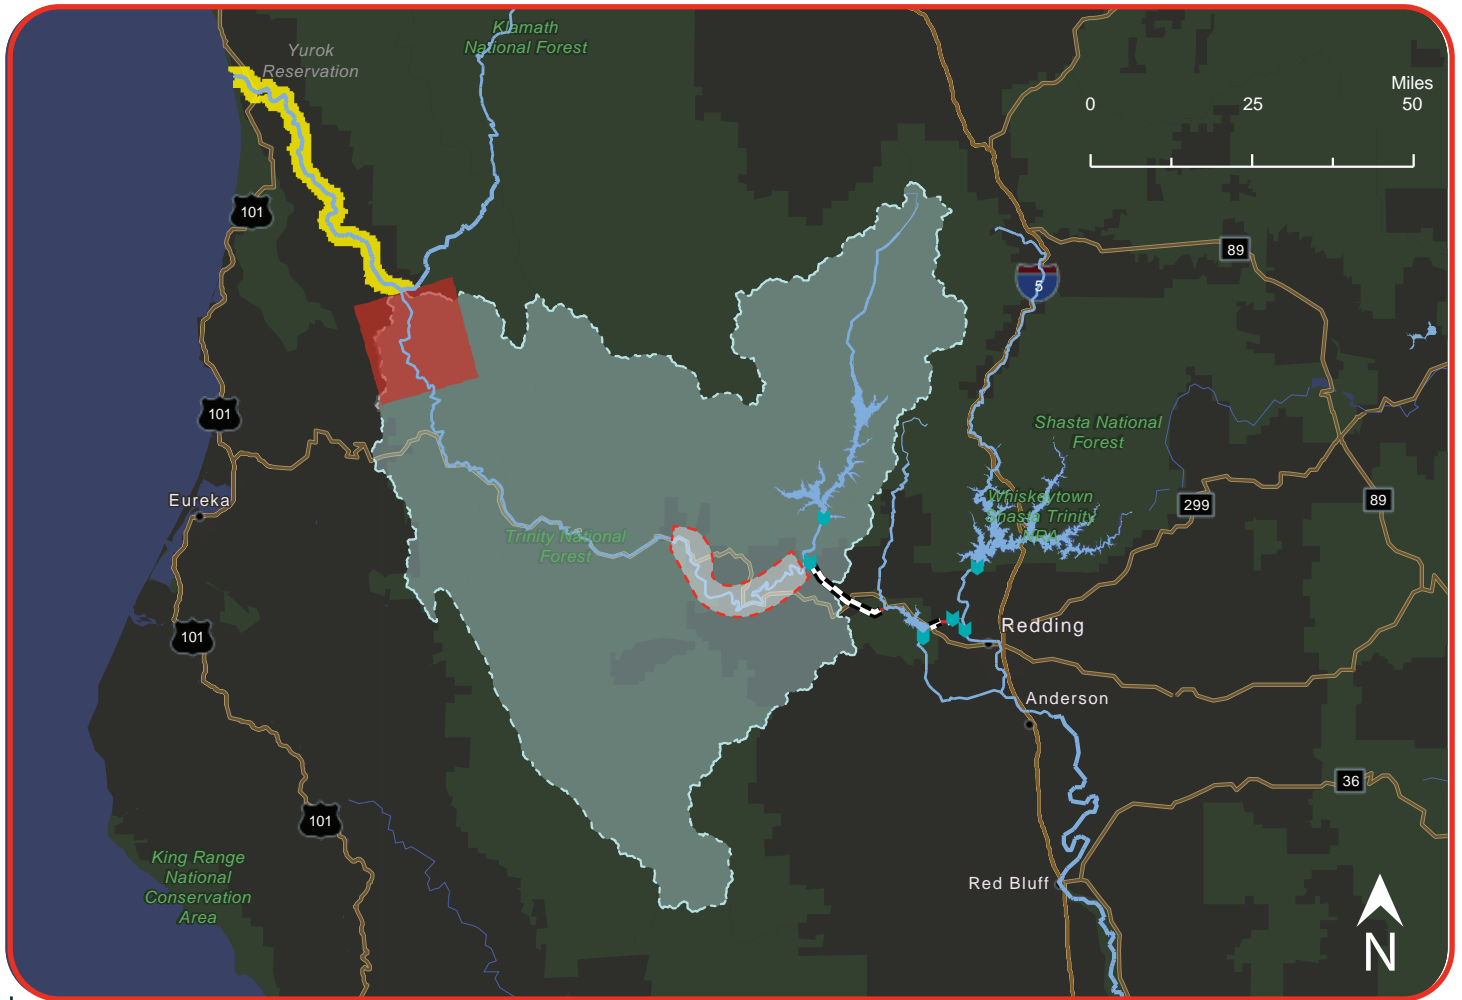 Klamath
National Forest
Yurok
Reservation
Miles
0
25
50
101
89
5
101
Shasta National
Forest
Eureka
Whiskeytown
Shasta Trinity
NRA
299
89
Trinity National
Forest
101
Redding
Anderson
36
101
King Range
National
Conservation
Area
Red Bluff
N